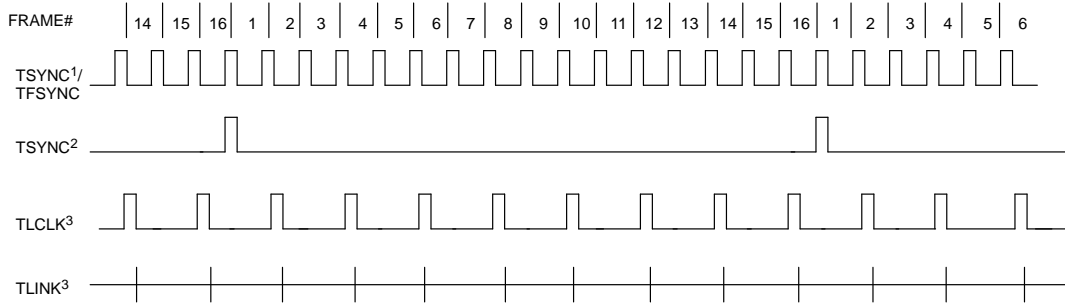 FRAME# 14 15 16 1 2 3 4 5 6 7 8 9 10 11 12 13 14 15 16 1 2 3 4 5 6
TSYNC1/
TFSYNC
TSYNC2
TLCLK3
TLINK3